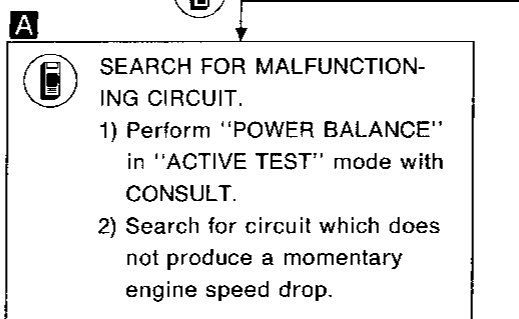 A
SEARCH FOR MALFUNCTION-
ING CIRCUIT.
1) Perform "POWER BALANCE"
in "ACTIVE TEST" mode with
CONSULT.
2) Search for circuit which does
not produce a momentary
engine speed drop.